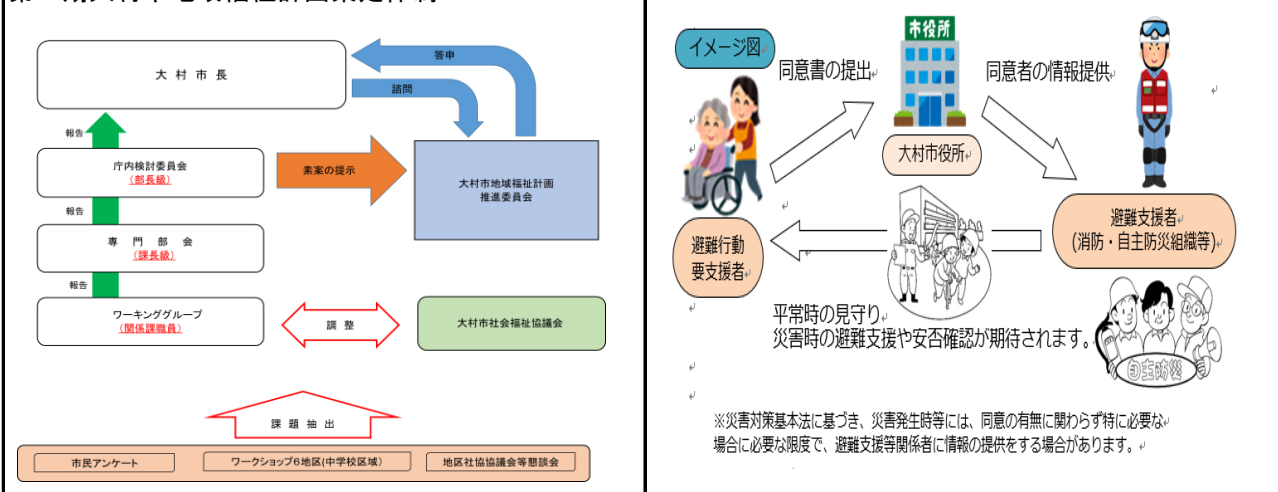 大村市長
答申
諮問
報告
庁内検討委員会
(部長級)
素案の提示
大村市地域福祉計画
推進委員会
報告
専門部会
(課長級)
報告
ワーキンググループ
(関係課職員)
調整
大村市社会福祉協議会
課題抽出
市民アンケート
ワークショップ6地区(中学校区域)
地区社協協議会等懇談会
イメージ図
同意書の提出
市役所
同意者の情報提供
大村市役所
避難行動
要支援者
避難支援者
(消防・自主防災組織等)
平常時の見守り
災害時の避難支援や安否確認が期待されます。
自主防災
※災害対策基本法に基づき、災害発生時等には、同意の有無に関わらず特に必要な
場合に必要な限度で、避難支援等関係者に情報の提供をする場合があります。